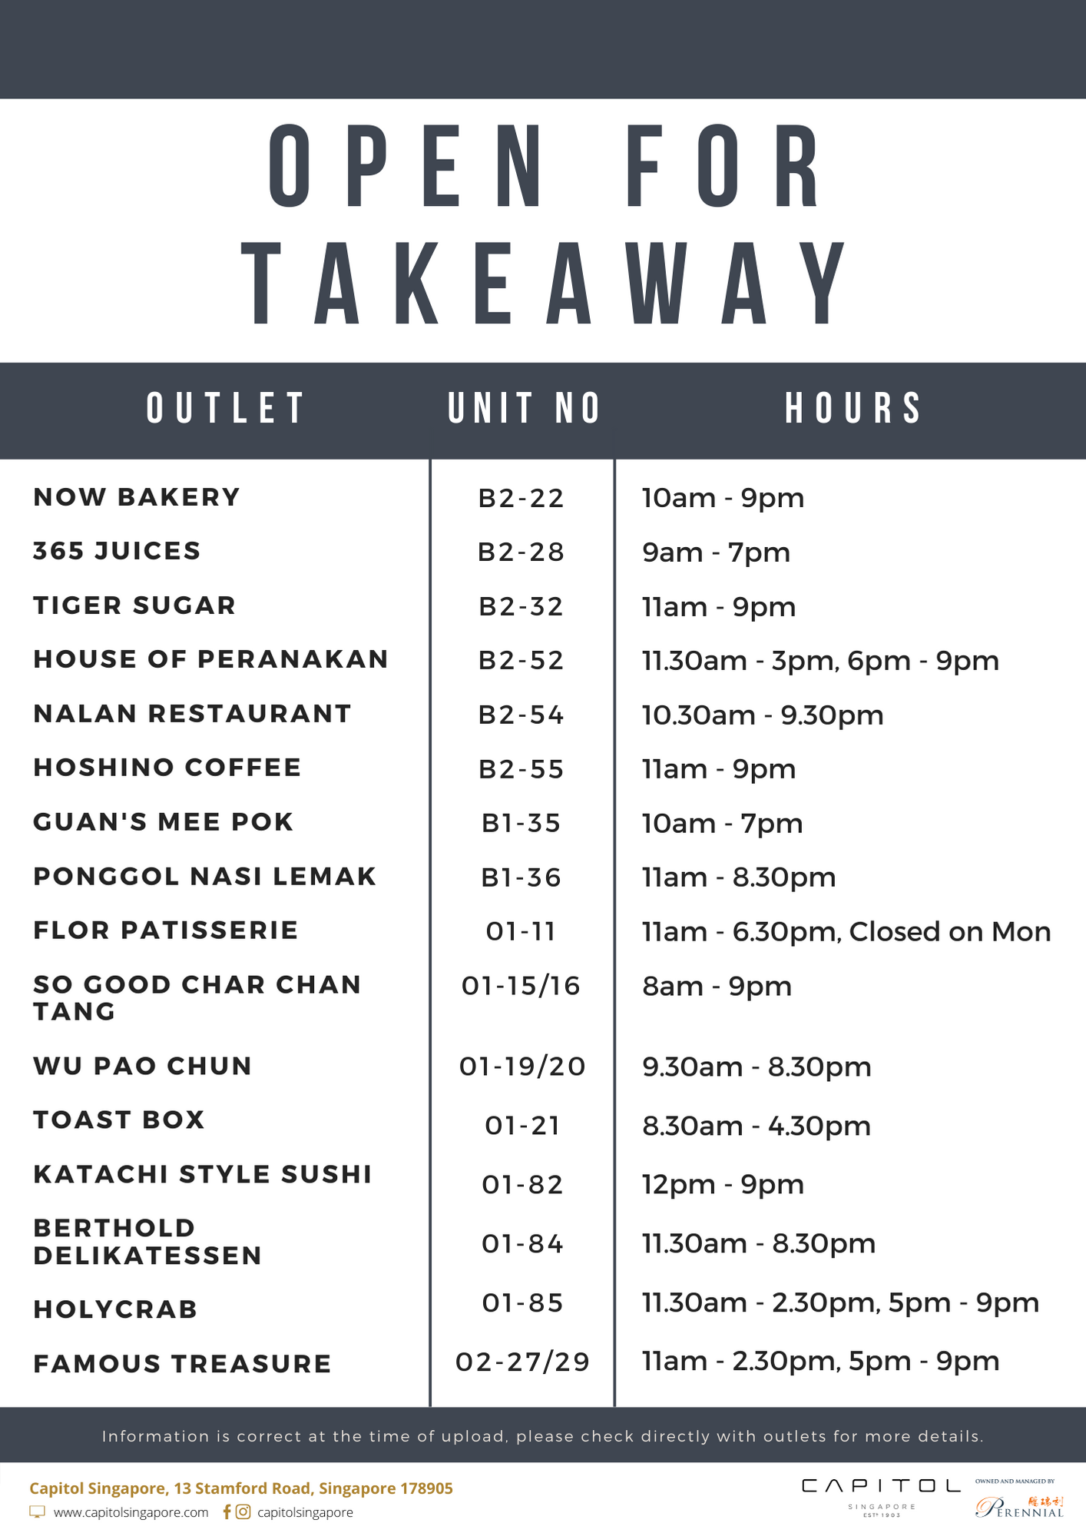 OPEN FOR
TAKEAWAY
OUTLET UNIT NO HOURS
NOW BAKERY B2-22 10am - 9pm
365 JUICES B2-28 9am - 7pm
TIGER SUGAR B2-32 11am - 9pm
HOUSE OF PERANAKAN B2-52 11.30am - 3pm, 6pm - 9pm
NALAN RESTAURANT B2-54 10.30am - 9.30pm
HOSHINO COFFEE B2-55 11am - 9pm
GUAN'S MEE POK B1-35 10am - 7pm
PONGGOL NASI LEMAK B1-36 11am - 8.30pm
FLOR PATISSERIE 01-11 11am - 6.30pm, Closed on Mon
SO GOOD CHAR CHAN 01-15/16 8am - 9pm
TANG
WU PAO CHUN 01-19/20 9.30am - 8.30pm
TOAST BOX 01-21 8.30am - 4.30pm
KATACHI STYLE SUSHI 01-82 12pm - 9pm
BERTHOLD
DELIKATESSEN 01-84 11.30am - 8.30pm
HOLYCRAB 01-85 11.30am - 2.30pm, 5pm - 9pm
FAMOUS TREASURE 02-27/29 11am - 2.30pm, 5pm - 9pm
Information is correct at the time of upload, please check directly with outlets for more details.
Capitol Singapore, 13 Stamford Road, Singapore 178905
www.capitolsingapore.com capitolsingapore
CAPITOL
SINGAPORE
ESTD 1903
OWNED AND MANAGED BY
鹏瑞利
PERENNIAL